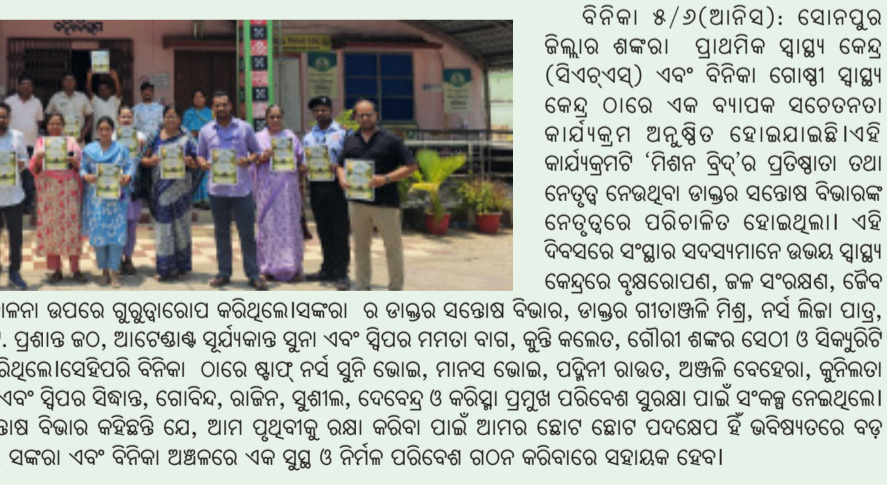 ବିନିକା ୫/୬(ଆନିସ): ସୋନପୁର
ଜିଲ୍ଲାର ଶଙ୍କରା ପ୍ରାଥମିକ ସ୍ୱାସ୍ଥ୍ୟ କେନ୍ଦ୍ର
(ସିଏଚ୍ଏସ୍) ଏବଂ ବିନିକା ଗୋଷ୍ଠୀ ସ୍ୱାସ୍ଥ୍ୟ
କେନ୍ଦ୍ର ଠାରେ ଏକ ବ୍ୟାପକ ସଚେତନତା
କାର୍ଯ୍ୟକ୍ରମ ଅନୁଷ୍ଠିତ ହୋଇଯାଇଛି।ଏହି
କାର୍ଯ୍ୟକ୍ରମଟି ‘ମିଶନ ବ୍ରିଦ୍’ର ପ୍ରତିଷ୍ଠାତା ତଥା
ନେତୃତ୍ୱ ନେଉଥିବା ଡାକ୍ତର ସନ୍ତୋଷ ବିଭାରଙ୍କ
ନେତୃତ୍ୱରେ ପରିଚାଳିତ ହୋଇଥିଲା। ଏହି
ଦିବସରେ ସଂସ୍ଥାର ସଦସ୍ୟମାନେ ଉଭୟ ସ୍ୱାସ୍ଥ୍ୟ
କେନ୍ଦ୍ରରେ ବୃକ୍ଷରୋପଣ, ଜଳ ସଂରକ୍ଷଣ, ଜୈବ
ଳନା ଉପରେ ଗୁରୁତ୍ୱାରୋପ କରିଥିଲେ।ସଙ୍କରା ର ଡାକ୍ତର ସନ୍ତୋଷ ବିଭାର, ଡାକ୍ତର ଗୀତାଞ୍ଜଳି ମିଶ୍ର, ନର୍ସ ଲିଜା ପାତ୍ର,
. ପ୍ରଶାନ୍ତ ଜଠ, ଆଟେଣ୍ଡାଣ୍ଟ ସୂର୍ଯ୍ୟକାନ୍ତ ସୁନା ଏବଂ ସ୍ୱିପର ମମତା ବାଗ, କୁନ୍ତି କଲେତ, ଗୌରୀ ଶଙ୍କର ସେଠୀ ଓ ସିକ୍ୟୁରିଟି
ରିଥିଲେ।ସେହିପରି ବିନିକା ଠାରେ ଷ୍ଟାଫ୍ ନର୍ସ ସୁନି ଭୋଇ, ମାନସ ଭୋଇ, ପଦ୍ମିନୀ ରାଉତ, ଅଞ୍ଜଳି ବେହେରା, କୁନିଲତା
ଏବଂ ସ୍ୱିପର ସିଦ୍ଧାନ୍ତ, ଗୋବିନ୍ଦ, ରାଜିନ, ସୁଶୀଲ, ଦେବେନ୍ଦ୍ର ଓ କରିସ୍ମା ପ୍ରମୁଖ ପରିବେଶ ସୁରକ୍ଷା ପାଇଁ ସଂକଳ୍ପ ନେଇଥିଲେ।
ତୋଷ ବିଭାର କହିଛନ୍ତି ଯେ, ଆମ ପୃଥିବୀକୁ ରକ୍ଷା କରିବା ପାଇଁ ଆମର ଛୋଟ ଛୋଟ ପଦକ୍ଷେପ ହିଁ ଭବିଷ୍ୟତରେ ବଡ଼
ସଙ୍କରା ଏବଂ ବିନିକା ଅଞ୍ଚଳରେ ଏକ ସୁସ୍ଥ ଓ ନିର୍ମଳ ପରିବେଶ ଗଠନ କରିବାରେ ସହାୟକ ହେବ।